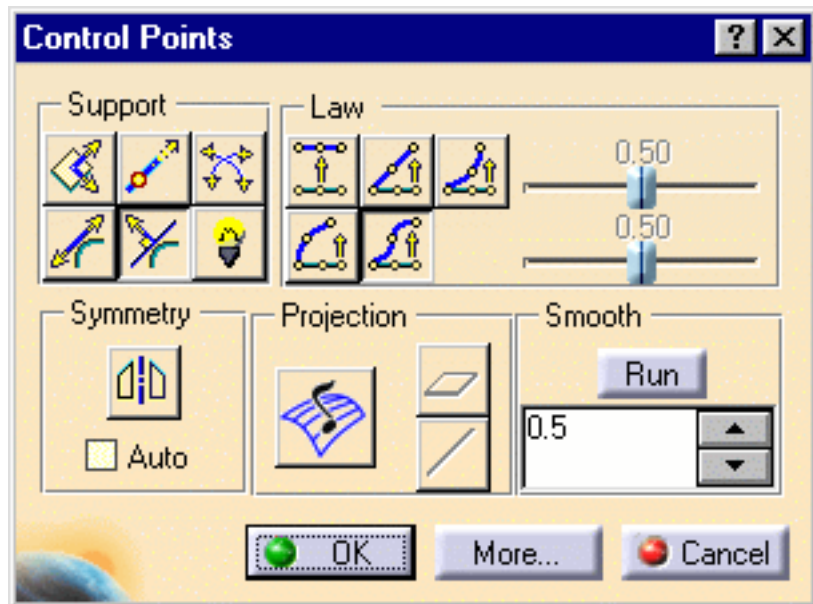 Control Points
Support
Law
0.50
0.50
Symmetry
Auto
Projection
Smooth
Run
0.5
OK
More...
Cancel